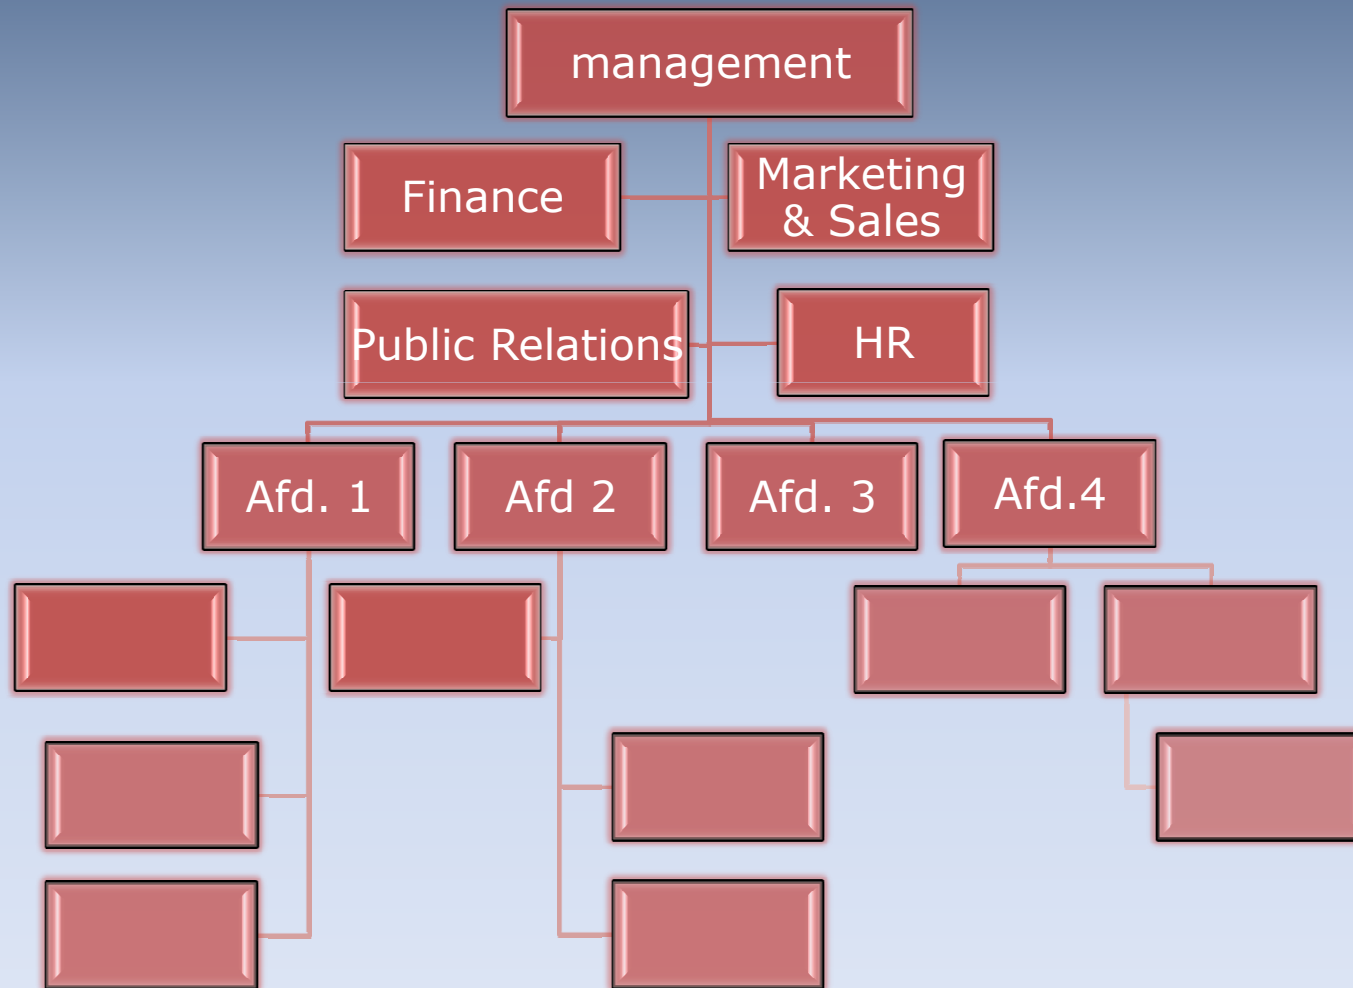 management
Finance
Marketing
& Sales
Public Relations
HR
Afd. 1
Afd 2
Afd. 3
Afd.4